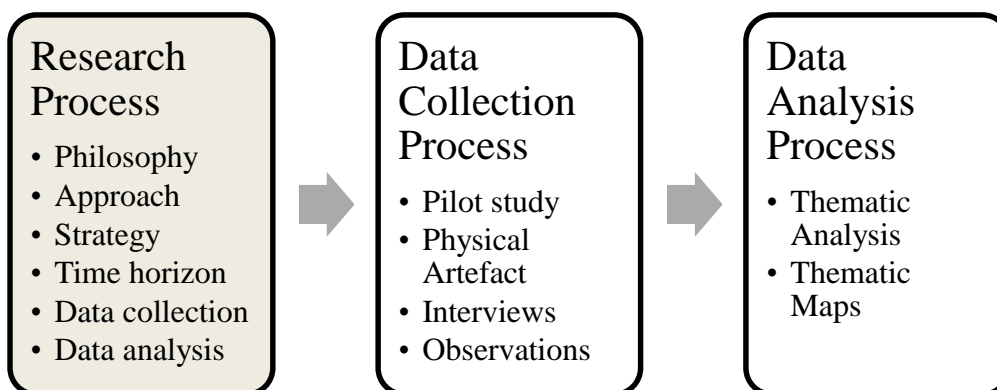 Research
Process
• Philosophy
• Approach
• Strategy
• Time horizon
• Data collection
• Data analysis
Data
Collection
Process
• Pilot study
• Physical
Artefact
• Interviews
• Observations
Data
Analysis
Process
• Thematic
Analysis
• Thematic
Maps